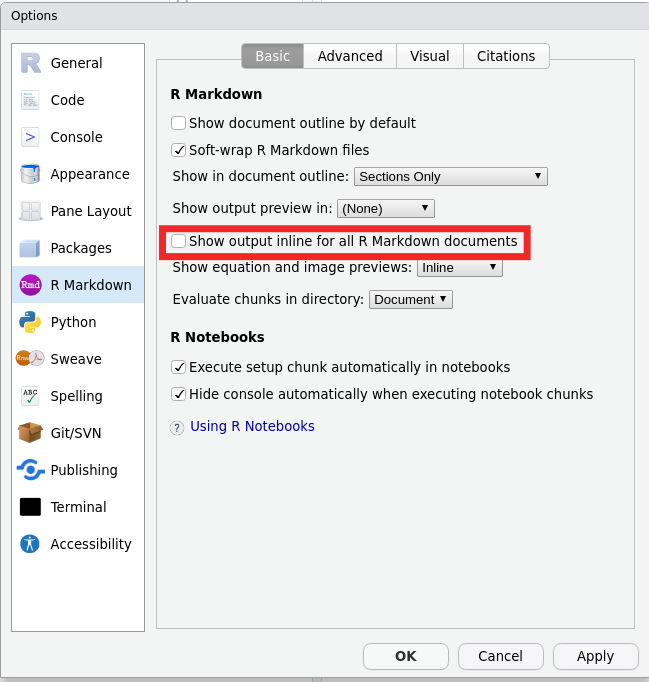 Options
General
Code
Console
Appearance
Pane Layout
Packages
Rmd R Markdown
Python
Sweave
ABC Spelling
Git/SVN
Publishing
Terminal
Accessibility
Basic Advanced Visual Citations
R Markdown
Show document outline by default
Soft-wrap R Markdown files
Show in document outline: Sections Only
Show output preview in: (None)
Show output inline for all R Markdown documents
Show equation and image previews: Inline
Evaluate chunks in directory: Document
R Notebooks
Execute setup chunk automatically in notebooks
Hide console automatically when executing notebook chunks
? Using R Notebooks
OK Cancel Apply